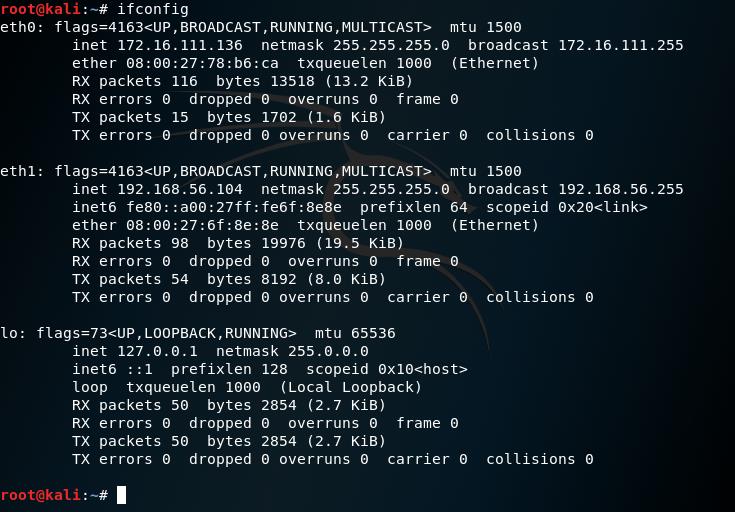 root@kali:~# ifconfig
eth0: flags=4163<UP,BROADCAST,RUNNING,MULTICAST>  mtu 1500
        inet 172.16.111.136  netmask 255.255.255.0  broadcast 172.16.111.255
        ether 08:00:27:78:b6:ca  txqueuelen 1000  (Ethernet)
        RX packets 116  bytes 13518 (13.2 KiB)
        RX errors 0  dropped 0  overruns 0  frame 0
        TX packets 15  bytes 1702 (1.6 KiB)
        TX errors 0  dropped 0 overruns 0  carrier 0  collisions 0

eth1: flags=4163<UP,BROADCAST,RUNNING,MULTICAST>  mtu 1500
        inet 192.168.56.104  netmask 255.255.255.0  broadcast 192.168.56.255
        inet6 fe80::a00:27ff:fe6f:8e8e  prefixlen 64  scopeid 0x20<link>
        ether 08:00:27:6f:8e:8e  txqueuelen 1000  (Ethernet)
        RX packets 98  bytes 19976 (19.5 KiB)
        RX errors 0  dropped 0  overruns 0  frame 0
        TX packets 54  bytes 8192 (8.0 KiB)
        TX errors 0  dropped 0 overruns 0  carrier 0  collisions 0

lo: flags=73<UP,LOOPBACK,RUNNING>  mtu 65536
        inet 127.0.0.1  netmask 255.0.0.0
        inet6 ::1  prefixlen 128  scopeid 0x10<host>
        loop  txqueuelen 1000  (Local Loopback)
        RX packets 50  bytes 2854 (2.7 KiB)
        RX errors 0  dropped 0  overruns 0  frame 0
        TX packets 50  bytes 2854 (2.7 KiB)
        TX errors 0  dropped 0 overruns 0  carrier 0  collisions 0

root@kali:~#